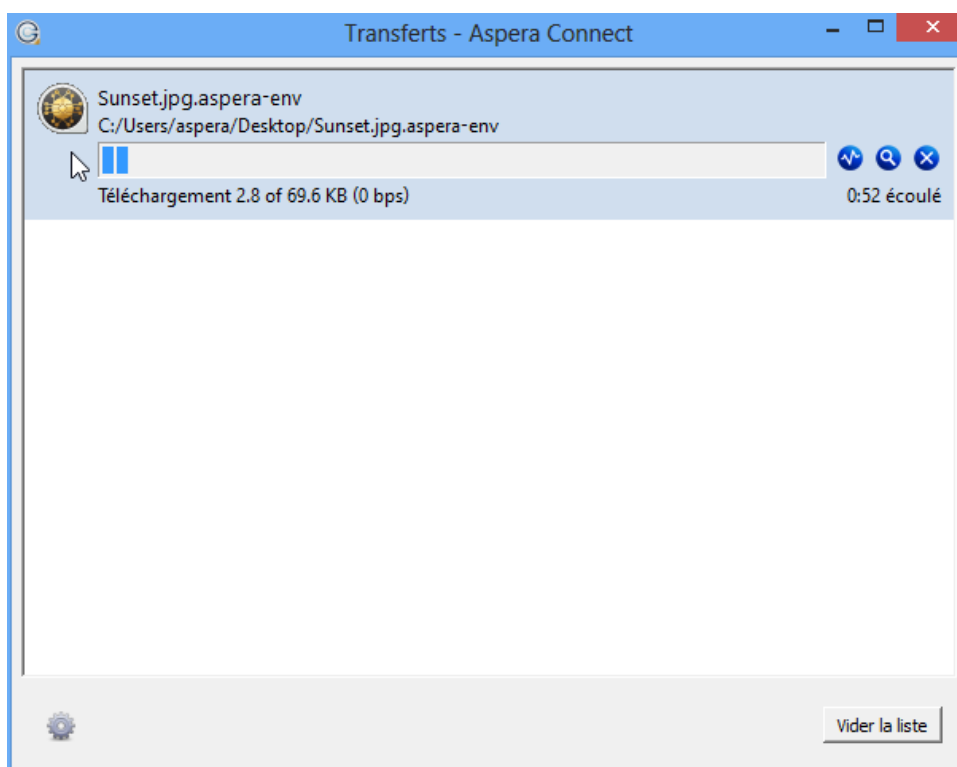 Transferts - Aspera Connect
Sunset.jpg.aspera-env
C:/Users/aspera/Desktop/Sunset.jpg.aspera-env
Téléchargement 2.8 of 69.6 KB (0 bps)
0:52 écoulé
Vider la liste